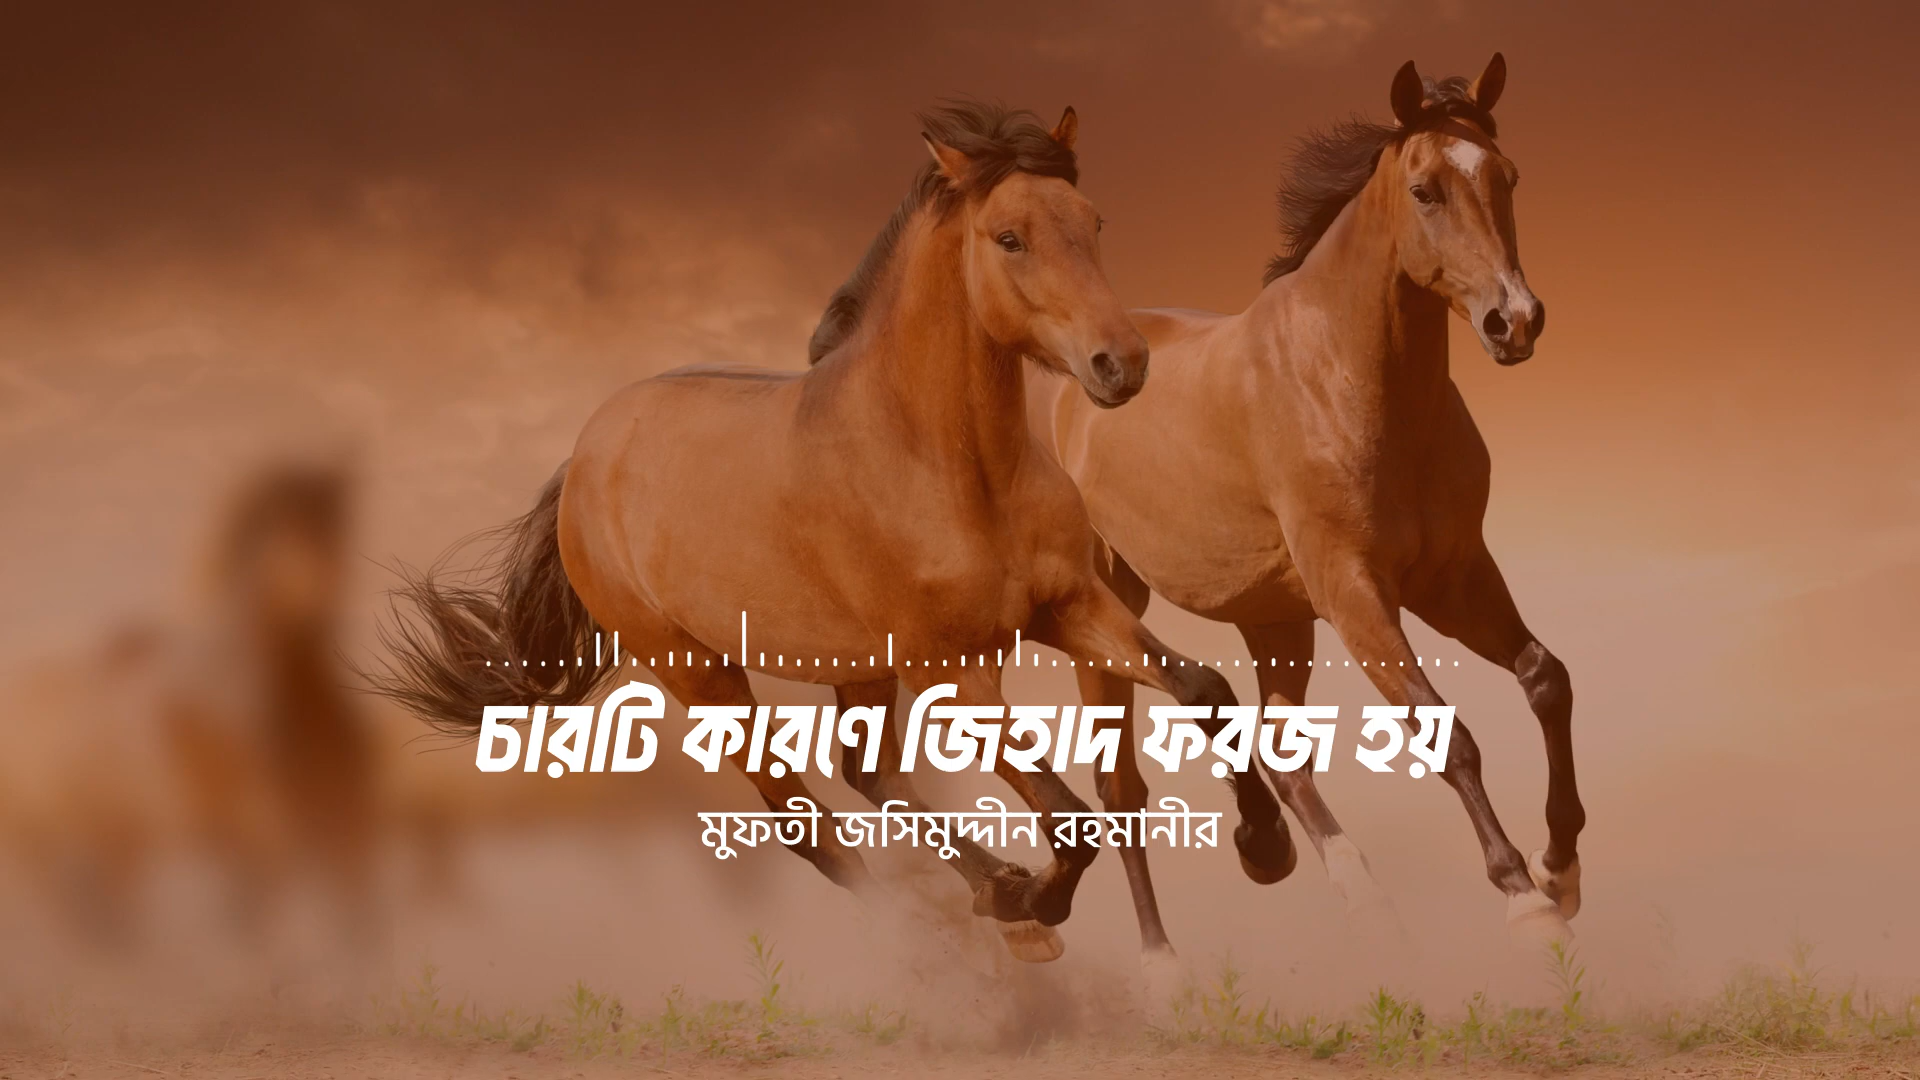 চারটি কারণে জিহাদ ফরজ হয়
মুফতী জসিমুদ্দীন রহমানীর